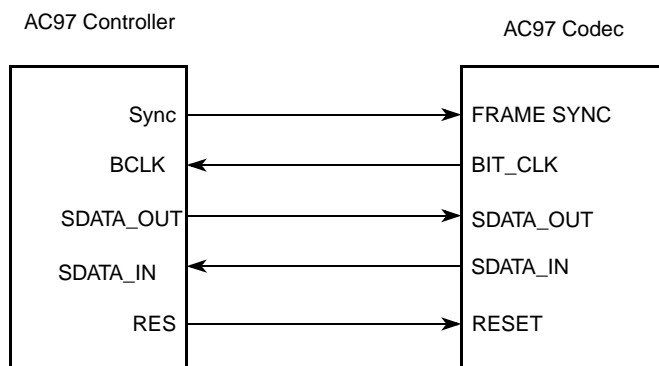 AC97 Controller
AC97 Codec
Sync
FRAME SYNC
BCLK
BIT_CLK
SDATA_OUT
SDATA_OUT
SDATA_IN
SDATA_IN
RES
RESET